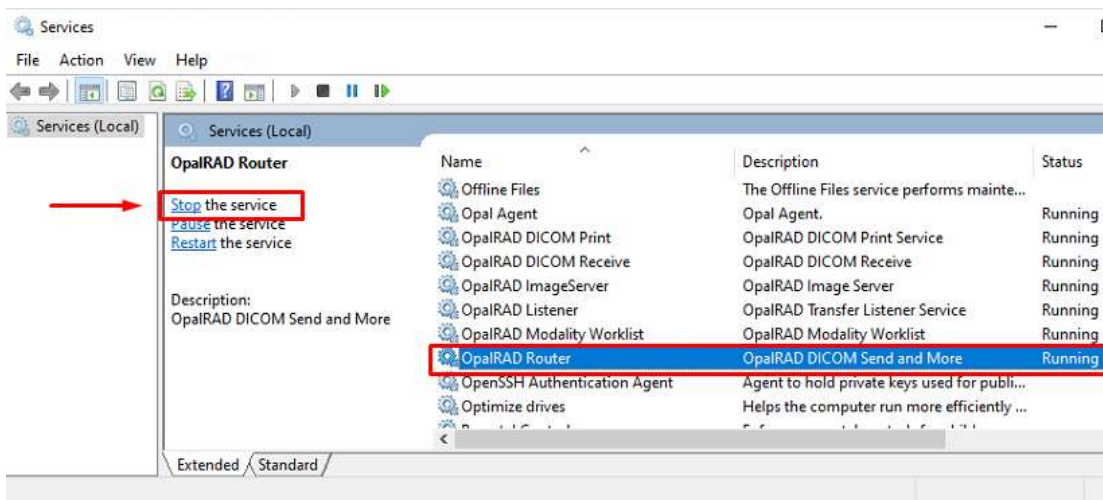 Services
File Action View Help
Services (Local)
Services (Local)
OpalRAD Router
Stop the service
Pause the service
Restart the service
Description:
OpalRAD DICOM Send and More
Name Description Status
Offline Files The Offline Files service performs mainte...
Opal Agent Opal Agent. Running
OpalRAD DICOM Print OpalRAD DICOM Print Service Running
OpalRAD DICOM Receive OpalRAD DICOM Receive Running
OpalRAD ImageServer OpalRAD Image Server Running
OpalRAD Listener OpalRAD Transfer Listener Service Running
OpalRAD Modality Worklist OpalRAD Modality Worklist Running
OpalRAD Router OpalRAD DICOM Send and More Running
OpenSSH Authentication Agent Agent to hold private keys used for publi...
Optimize drives Helps the computer run more efficiently ...
Extended Standard